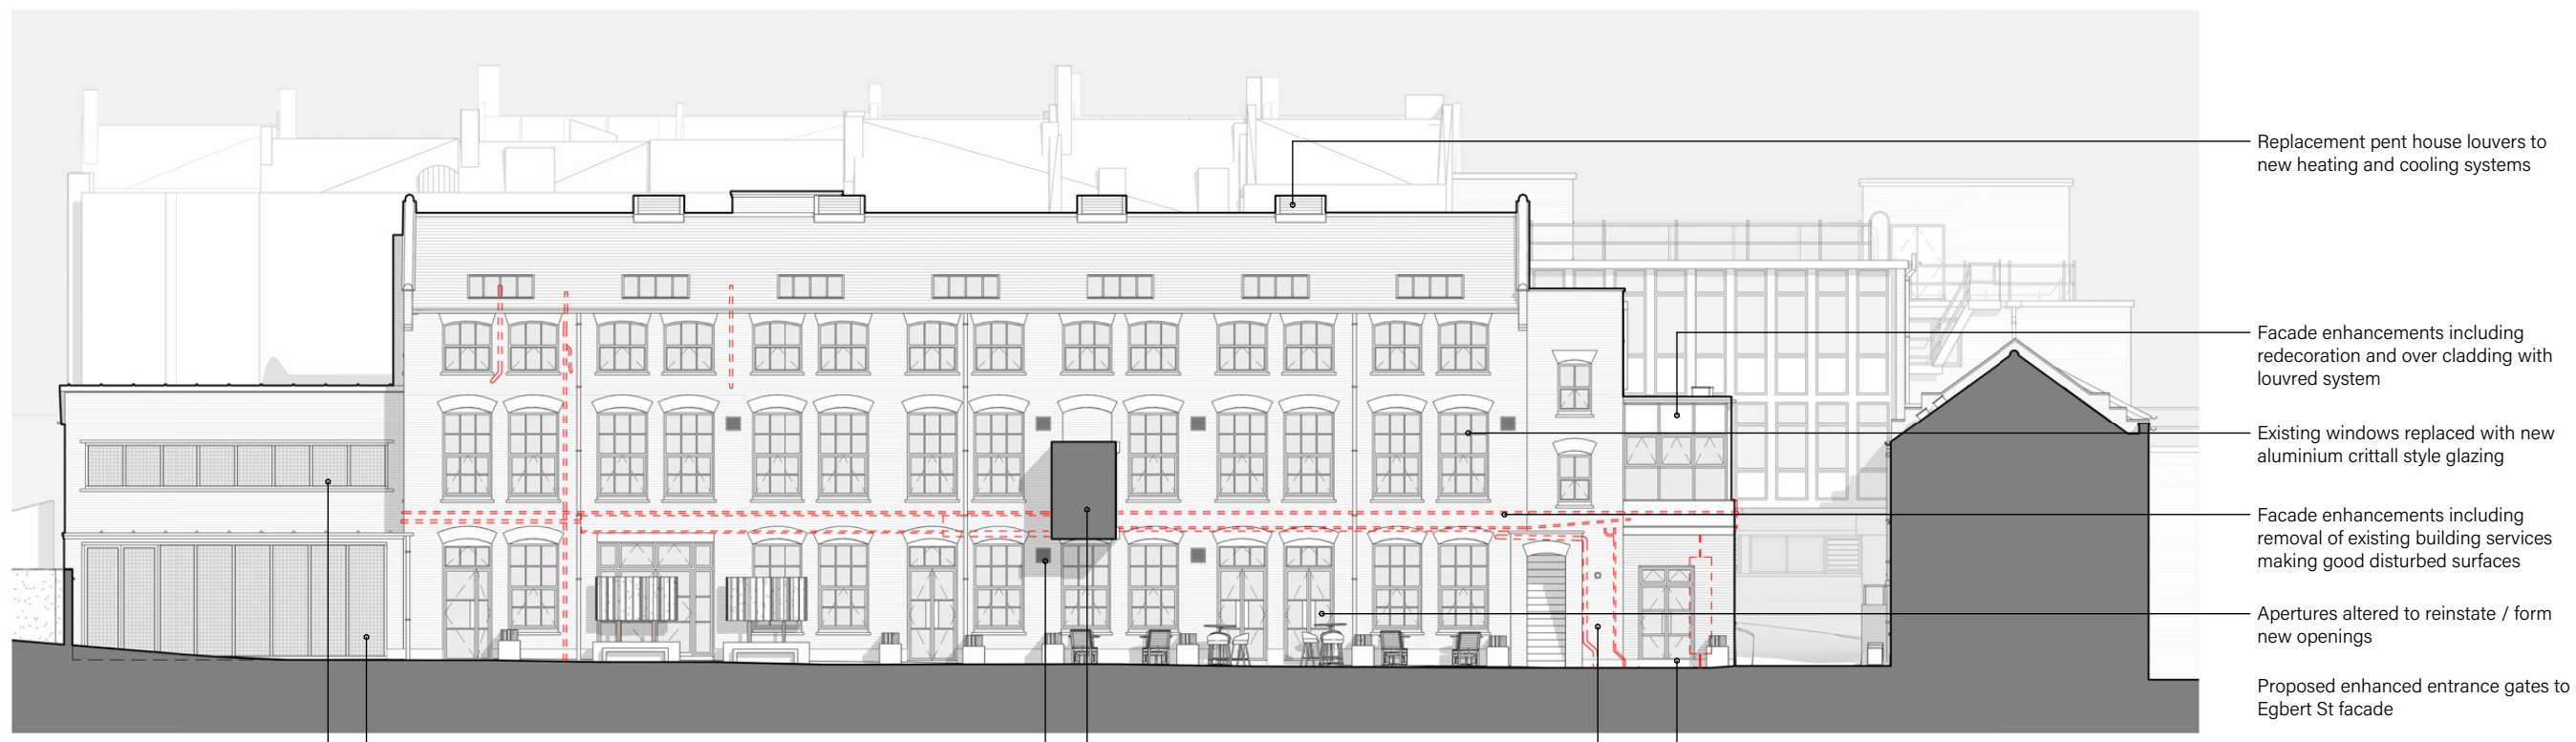 Replacement pent house louvers to
new heating and cooling systems
Facade enhancements including
redecoration and over cladding with
louvred system
Existing windows replaced with new
aluminium crittall style glazing
Facade enhancements including
removal of existing building services
making good disturbed surfaces
Apertures altered to reinstate / form
new openings
Proposed enhanced entrance gates to
Egbert St facade